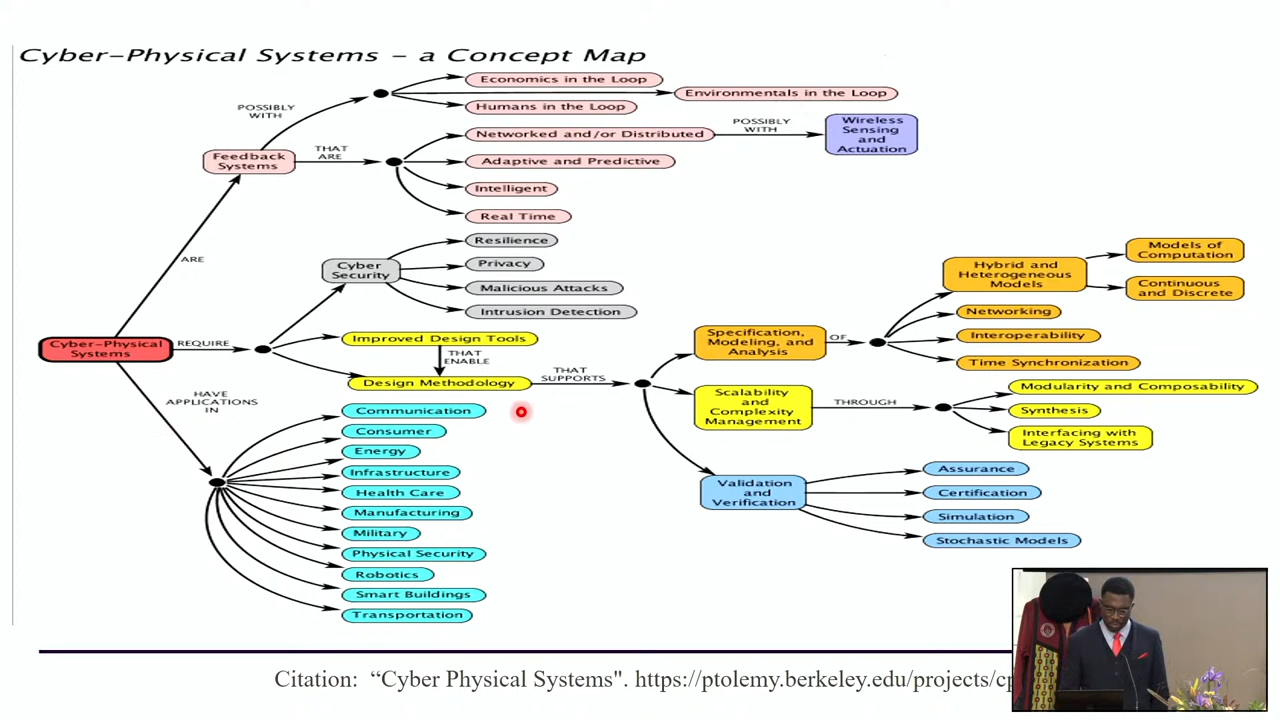 Cyber-Physical Systems - a Concept Map
Economics in the Loop
Environmentals in the Loop
Humans in the Loop
POSSIBLY
WITH
Networked and/or Distributed
POSSIBLY
WITH
Wireless
Sensing
and
Actuation
Feedback
Systems
THAT
ARE
Adaptive and Predictive
Intelligent
Real Time
ARE
Cyber
Security
Resilience
Privacy
Malicious Attacks
Intrusion Detection
Cyber-Physical
Systems
REQUIRE
Improved Design Tools
THAT
ENABLE
Design Methodology
THAT
SUPPORTS
Specification,
Modeling, and
Analysis
OF
Hybrid and
Heterogeneous
Models
Models of
Computation
Continuous
and Discrete
Networking
Interoperability
Time Synchronization
Scalability
and
Complexity
Management
THROUGH
Modularity and Composability
Synthesis
Interfacing with
Legacy Systems
Validation
and
Verification
Assurance
Certification
Simulation
Stochastic Models
HAVE
APPLICATIONS
IN
Communication
Consumer
Energy
Infrastructure
Health Care
Manufacturing
Military
Physical Security
Robotics
Smart Buildings
Transportation
Citation: “Cyber Physical Systems". https://ptolemy.berkeley.edu/projects/cp